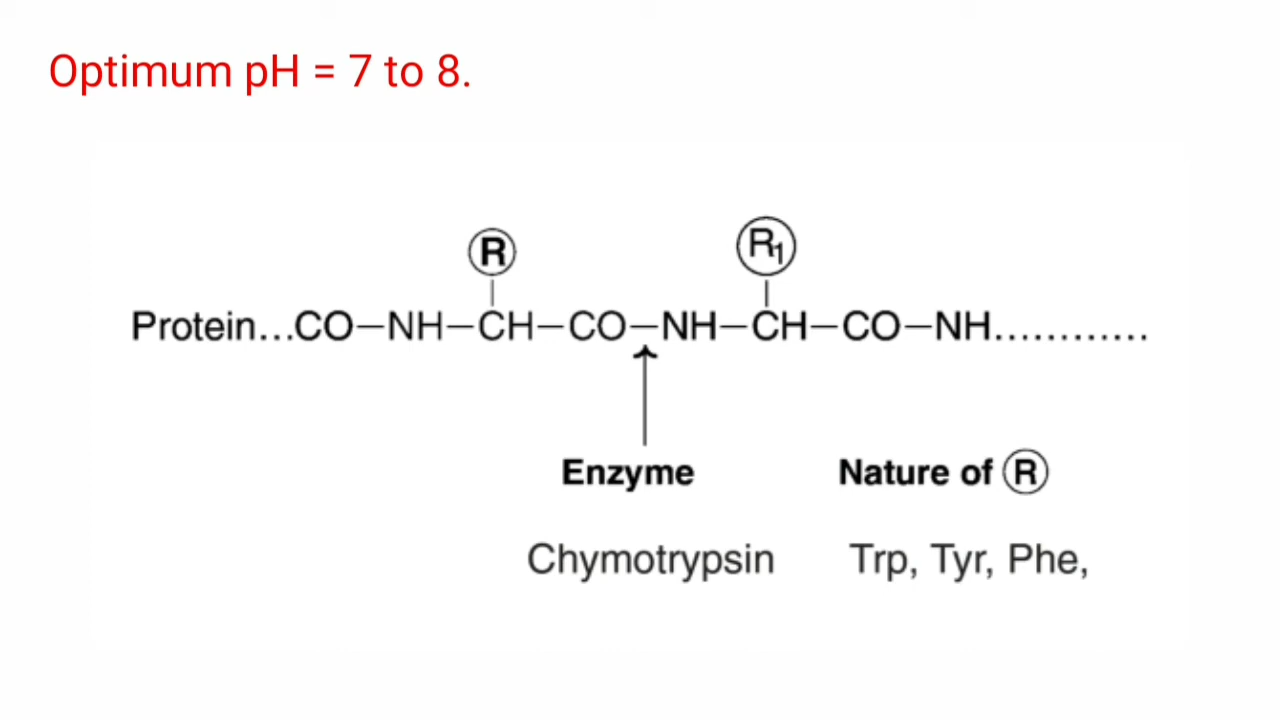 Optimum pH = 7 to 8.
R R₁
Protein...CO–NH–CH–CO–NH–CH–CO–NH............
Enzyme Nature of R
Chymotrypsin Trp, Tyr, Phe,